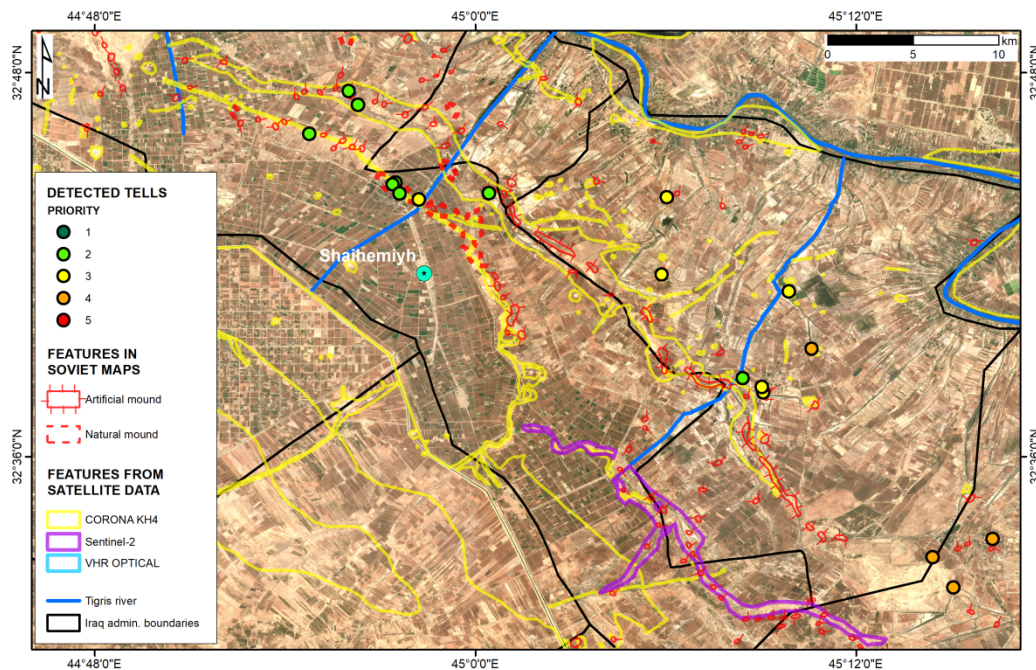 44°48'0"E
45°0'0"E
45°12'0"E
32°48'0"N
32°48'0"N
N
km
0
5
10
DETECTED TELLS
PRIORITY
1
2
3
4
5
FEATURES IN
SOVIET MAPS
Artificial mound
Natural mound
FEATURES FROM
SATELLITE DATA
CORONA KH4
Sentinel-2
VHR OPTICAL
Tigris river
Iraq admin. boundaries
Shaihemiyh
32°36'0"N
32°36'0"N
44°48'0"E
45°0'0"E
45°12'0"E